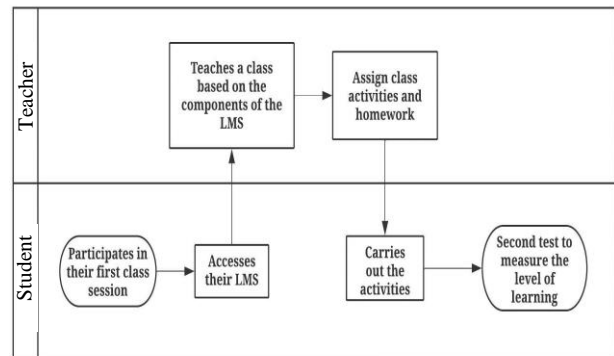 Teacher
Teaches a class
based on the
components of the
LMS
Assign class
activities and
homework
Student
Participates in
their first class
session
Accesses
their LMS
Carries
out the
activities
Second test to
measure the
level of
learning